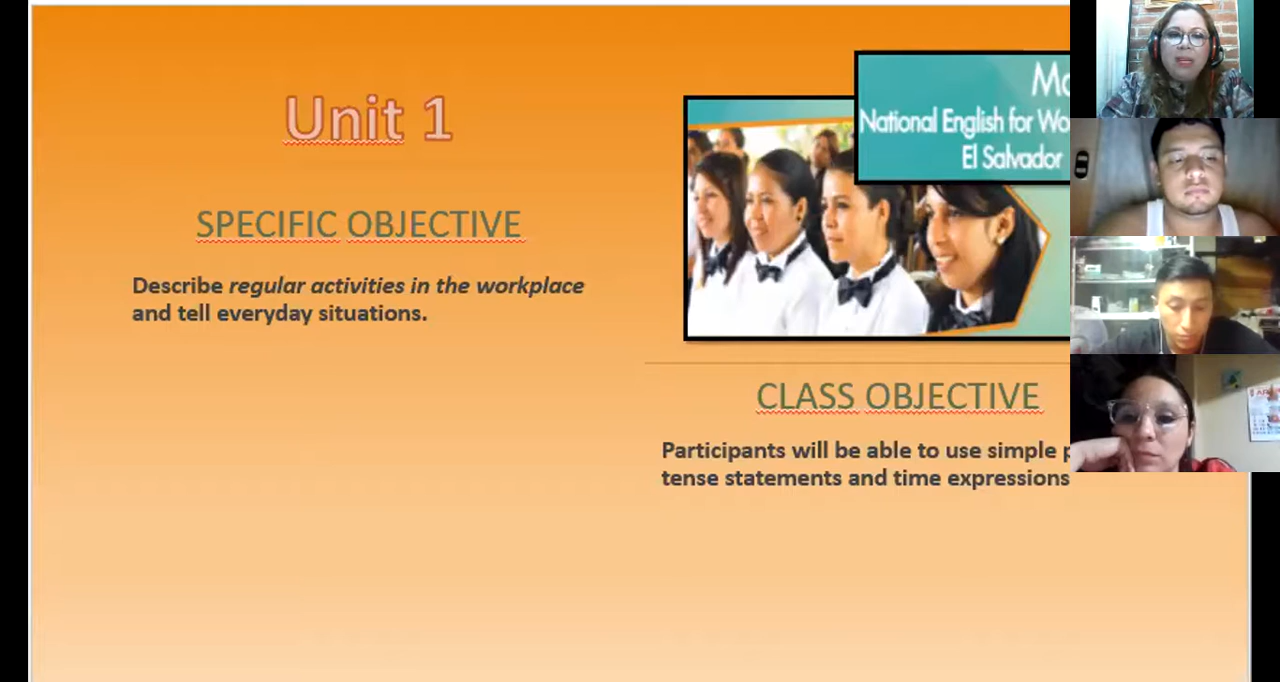 Unit 1
SPECIFIC OBJECTIVE
Describe regular activities in the workplace
and tell everyday situations.
National English for
El Salvador
CLASS OBJECTIVE
Participants will be able to use simple
tense statements and time expressions